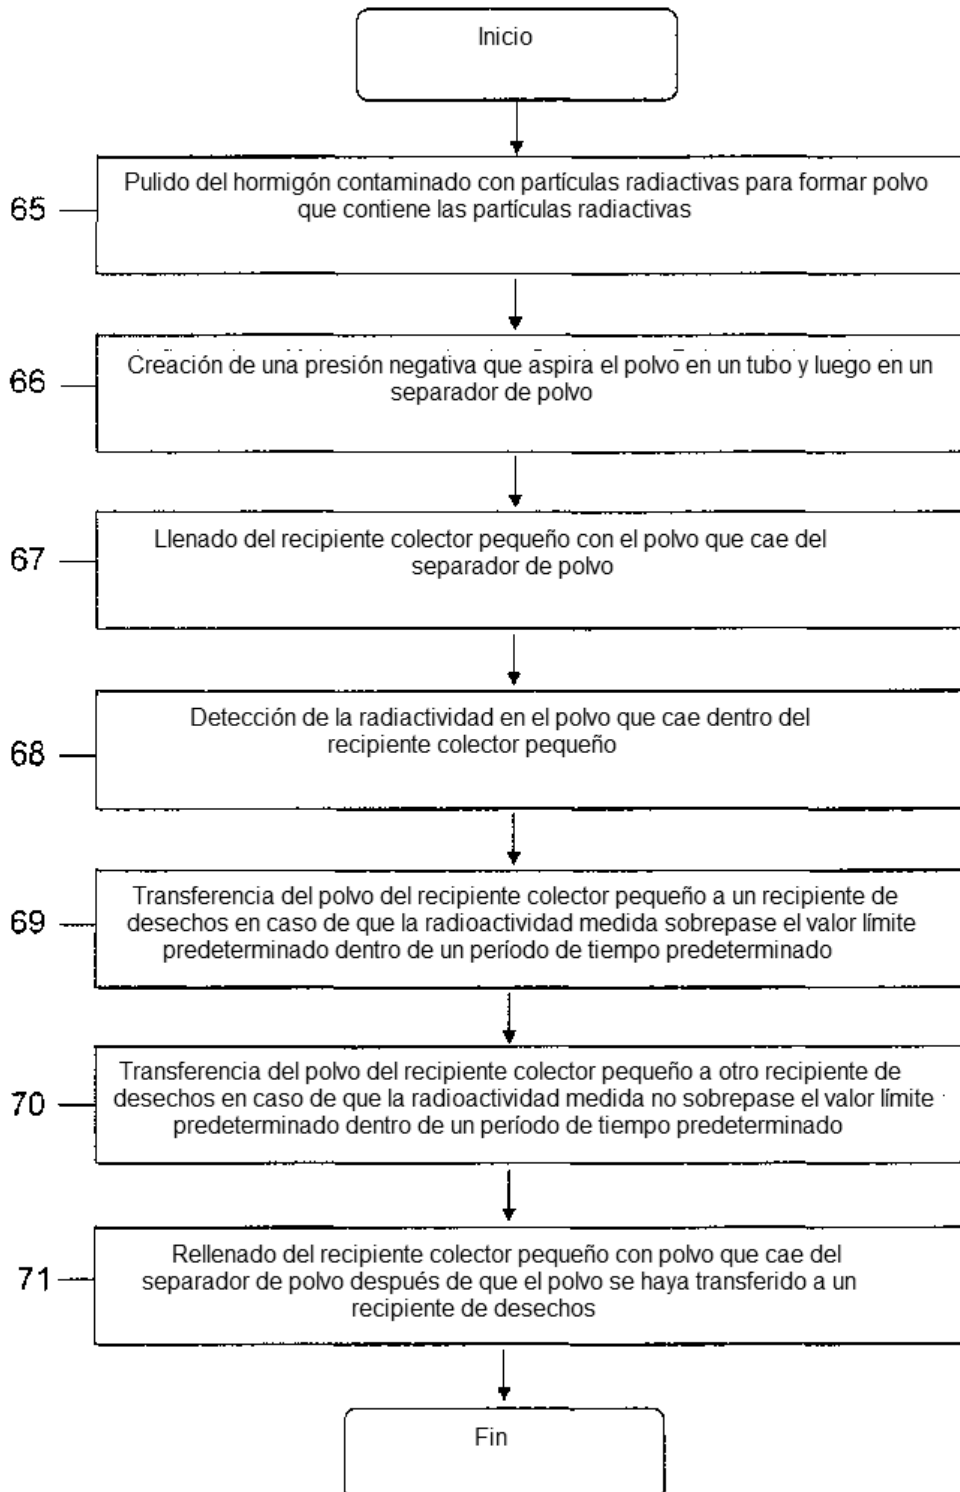 Inicio
65
Pulido del hormigón contaminado con partículas radiactivas para formar polvo
que contiene las partículas radiactivas
66
Creación de una presión negativa que aspira el polvo en un tubo y luego en un
separador de polvo
67
Llenado del recipiente colector pequeño con el polvo que cae del
separador de polvo
68
Detección de la radiactividad en el polvo que cae dentro del
recipiente colector pequeño
69
Transferencia del polvo del recipiente colector pequeño a un recipiente de
desechos en caso de que la radioactividad medida sobrepase el valor límite
predeterminado dentro de un período de tiempo predeterminado
70
Transferencia del polvo del recipiente colector pequeño a otro recipiente de
desechos en caso de que la radioactividad medida no sobrepase el valor límite
predeterminado dentro de un período de tiempo predeterminado
71
Rellenado del recipiente colector pequeño con polvo que cae del
separador de polvo después de que el polvo se haya transferido a un
recipiente de desechos
Fin